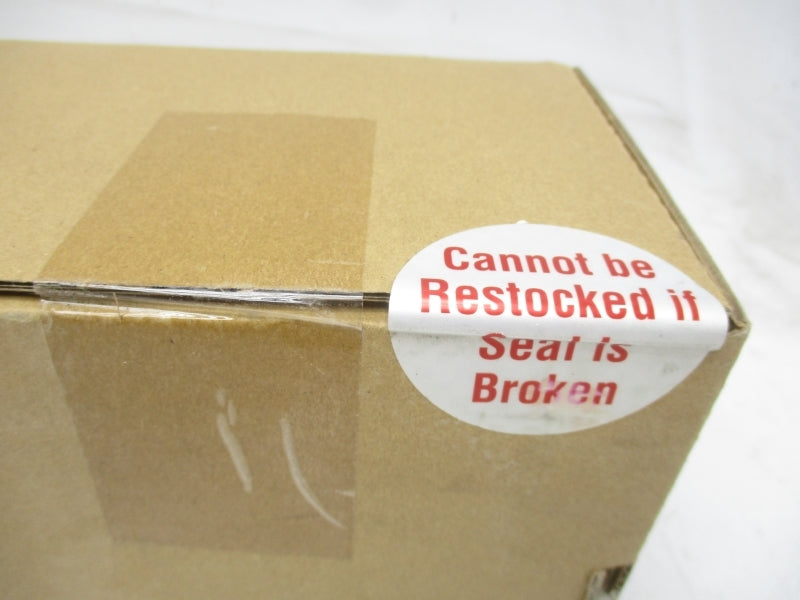 Cannot be
Restocked if
Seal is
Broken